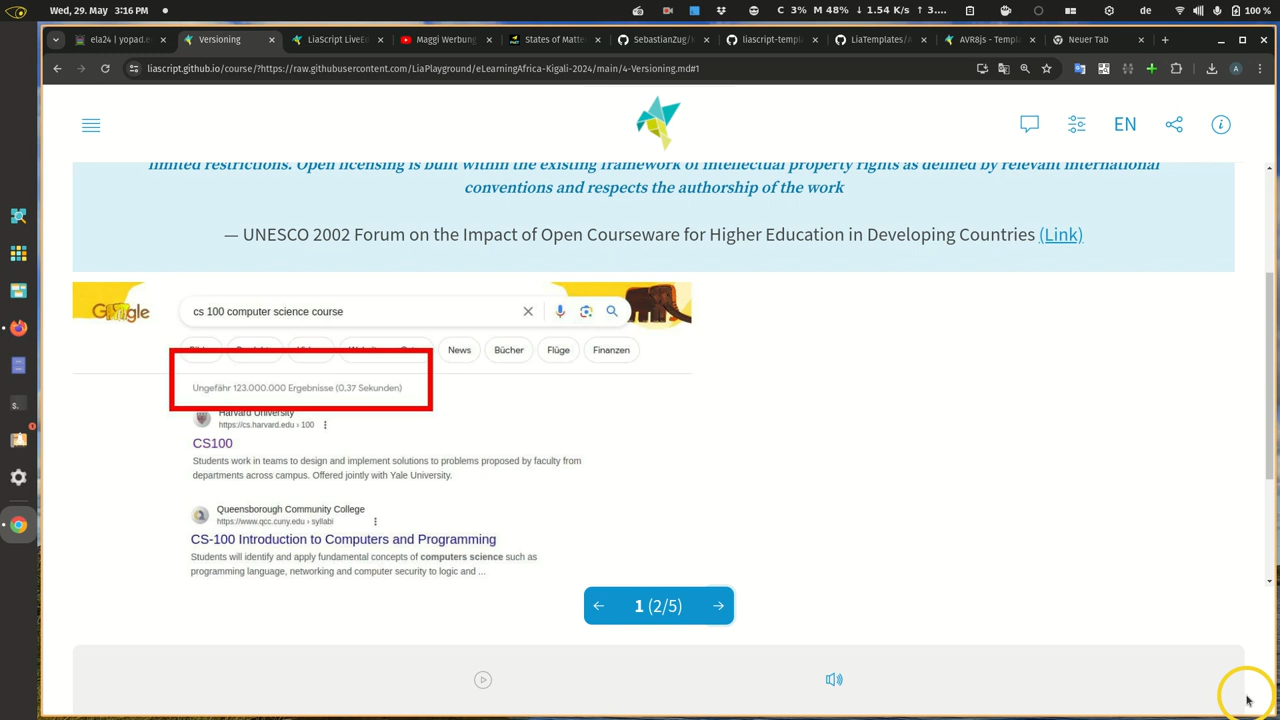 Wed, 29. May  3:16 PM
C 3% M 48% ↓ 1.54 K ↑ 3....
de
100 %
ela24 | yopad.e
Versioning
LiaScript LiveEd
Maggi Werbung
States of Matte
SebastianZug/
liascript-templ
LiaTemplates/A
AVR8js - Templ
Neuer Tab
liascript.github.io/course/?https://raw.githubusercontent.com/LiaPlayground/eLearningAfrica-Kigali-2024/main/4-Versioning.md#1
EN
limited restrictions. Open licensing is built within the existing framework of intellectual property rights as defined by relevant international
conventions and respects the authorship of the work
— UNESCO 2002 Forum on the Impact of Open Courseware for Higher Education in Developing Countries (Link)
Google
cs 100 computer science course
News
Bücher
Flüge
Finanzen
Ungefähr 123.000.000 Ergebnisse (0,37 Sekunden)
Harvard University
https://cs.harvard.edu › 100
CS100
Students work in teams to design and implement solutions to problems proposed by faculty from
departments across campus. Offered jointly with Yale University.
Queensborough Community College
https://www.qcc.cuny.edu › syllabi
CS-100 Introduction to Computers and Programming
Students will identify and apply fundamental concepts of computers science such as
programming language, networking and computer security to logic and ...
1 (2/5)